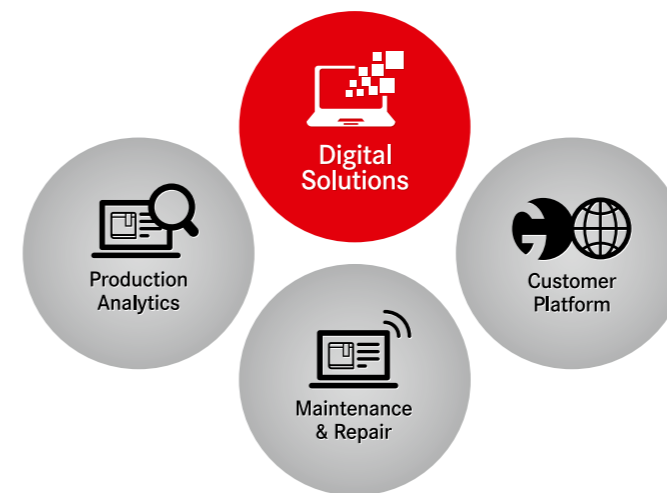 Digital
Solutions
Production
Analytics
Customer
Platform
Maintenance
& Repair